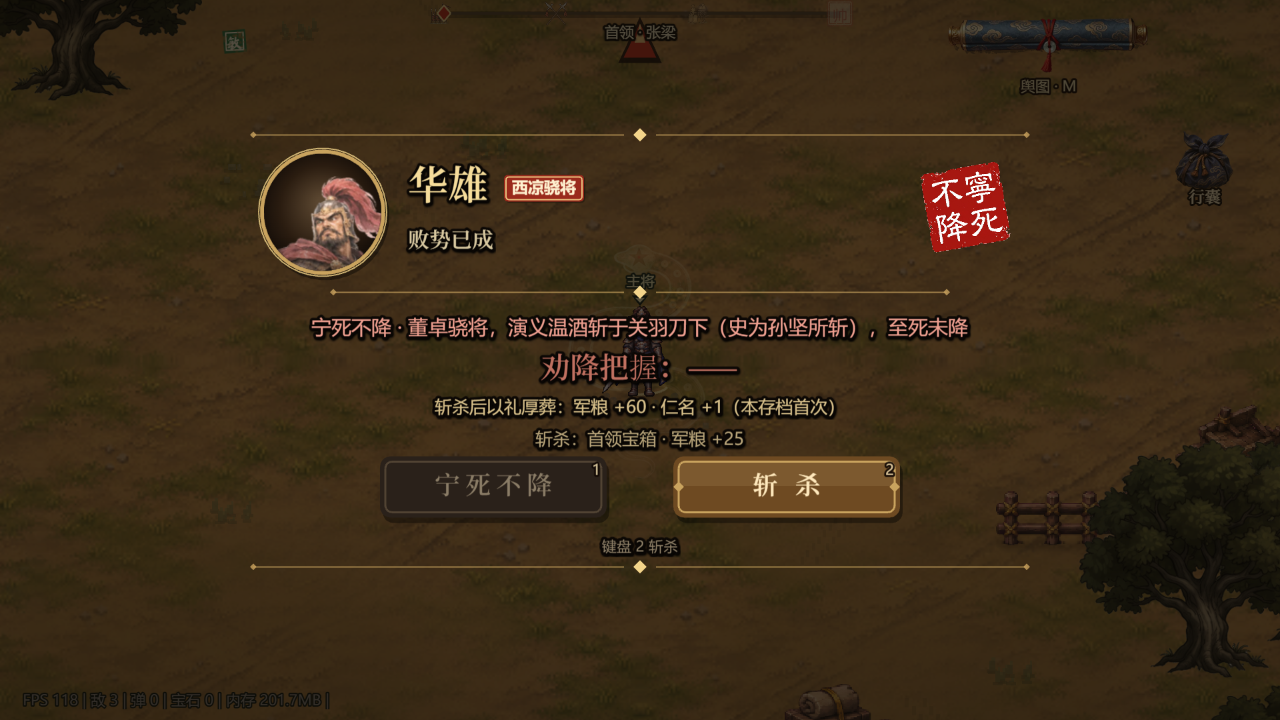 敌
首领·张梁
舆图·M
行囊
华雄
西凉骁将
败势已成
不寧
降死
主将
宁死不降·董卓骁将，演义温酒斩于关羽刀下（史为孙坚所斩），至死未降
劝降把握：——
斩杀后以礼厚葬：军粮 +60·仁名 +1（本存档首次）
斩杀：首领宝箱·军粮 +25
宁死不降 1
斩杀 2
键盘 2 斩杀
FPS 118 | 敌 3 | 弹 0 | 宝石 0 | 内存 201.7MB |